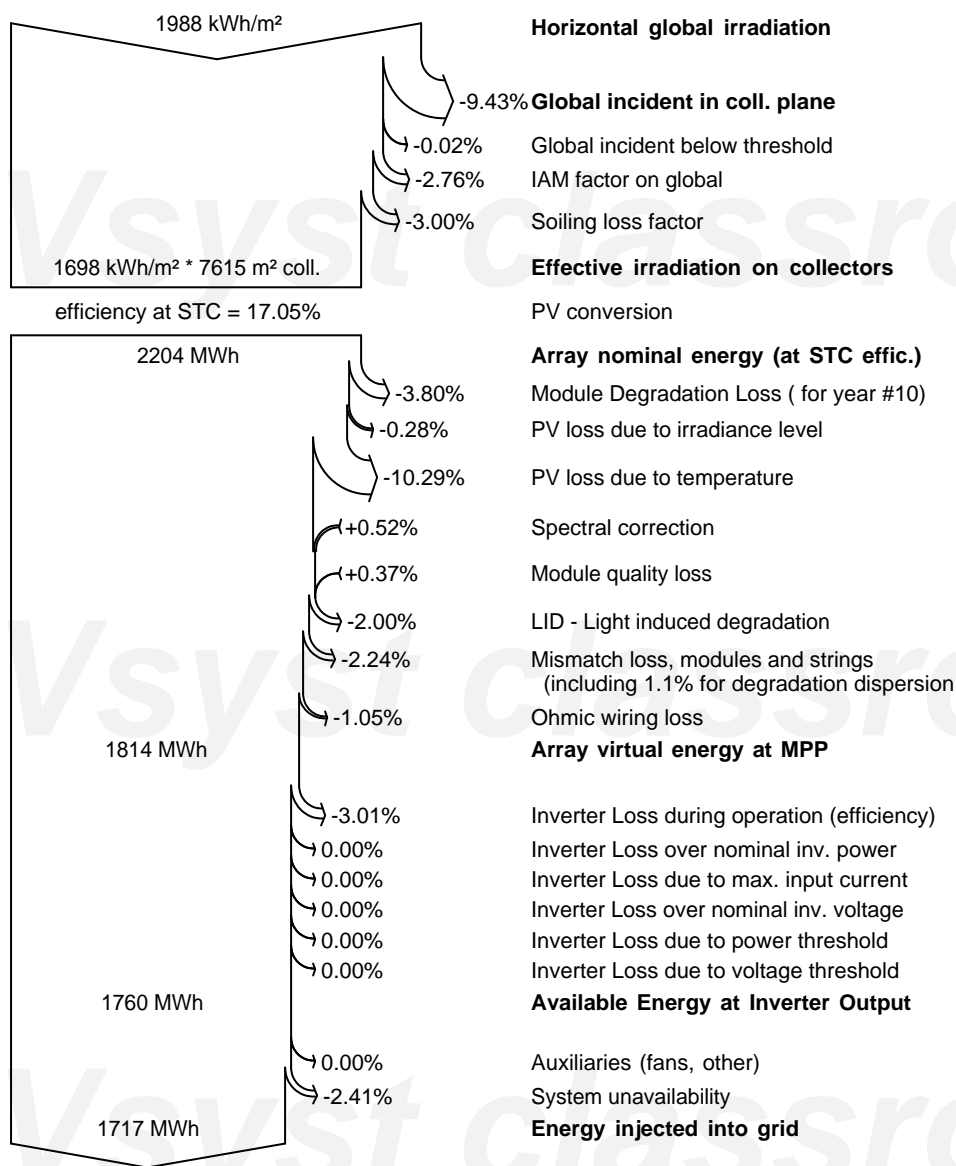 1988 kWh/m² Horizontal global irradiation
-9.43% Global incident in coll. plane
-0.02% Global incident below threshold
-2.76% IAM factor on global
-3.00% Soiling loss factor
1698 kWh/m² * 7615 m² coll. Effective irradiation on collectors
efficiency at STC = 17.05% PV conversion
2204 MWh Array nominal energy (at STC effic.)
-3.80% Module Degradation Loss ( for year #10)
-0.28% PV loss due to irradiance level
-10.29% PV loss due to temperature
+0.52% Spectral correction
+0.37% Module quality loss
-2.00% LID - Light induced degradation
-2.24% Mismatch loss, modules and strings
(including 1.1% for degradation dispersion
-1.05% Ohmic wiring loss
1814 MWh Array virtual energy at MPP
-3.01% Inverter Loss during operation (efficiency)
0.00% Inverter Loss over nominal inv. power
0.00% Inverter Loss due to max. input current
0.00% Inverter Loss over nominal inv. voltage
0.00% Inverter Loss due to power threshold
0.00% Inverter Loss due to voltage threshold
1760 MWh Available Energy at Inverter Output
0.00% Auxiliaries (fans, other)
-2.41% System unavailability
1717 MWh Energy injected into grid
Vsyst classro
Vsyst classro
Vsyst classro